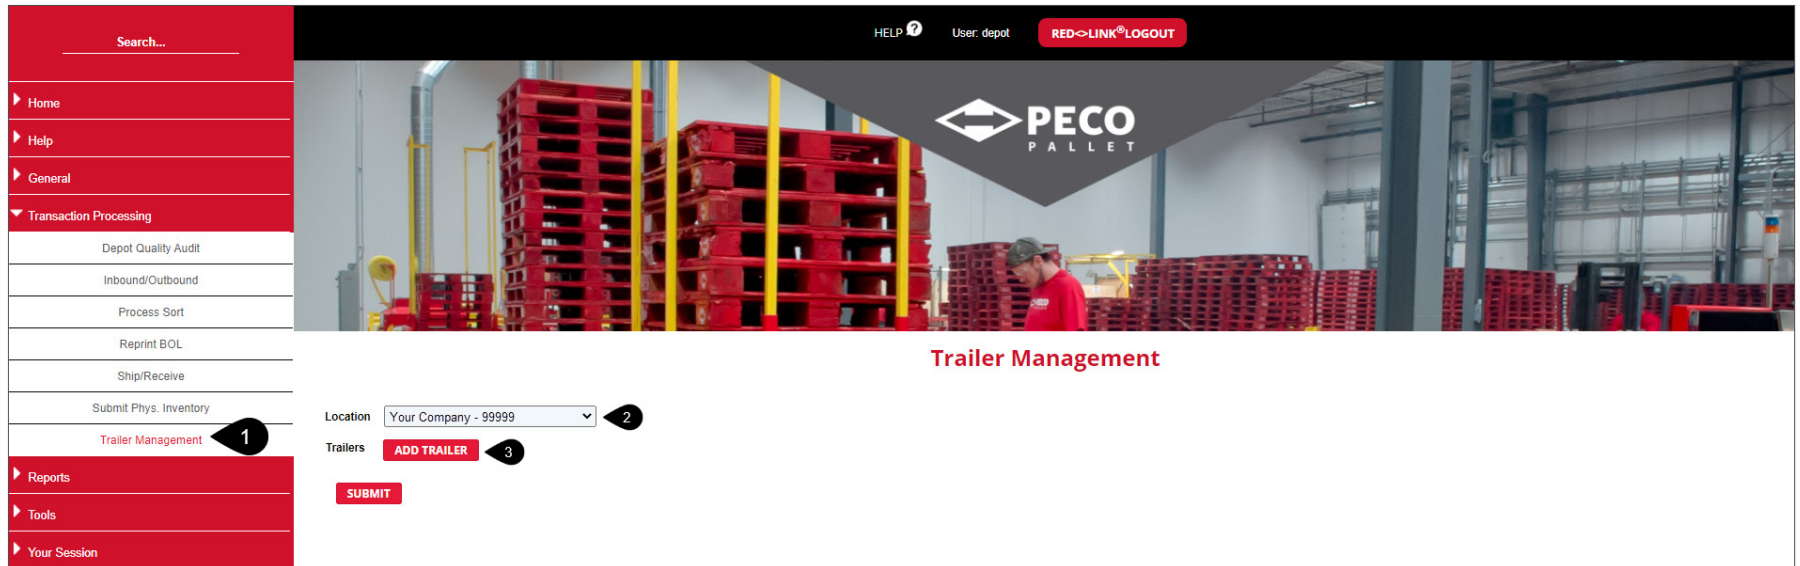 Search...
HELP ?
User: depot
RED<>LINK®LOGOUT
Home
Help
General
Transaction Processing
Depot Quality Audit
Inbound/Outbound
Process Sort
Reprint BOL
Ship/Receive
Submit Phys. Inventory
Trailer Management 1
Reports
Tools
Your Session
PECO
PALLET
Trailer Management
Location Your Company - 99999 2
Trailers ADD TRAILER 3
SUBMIT